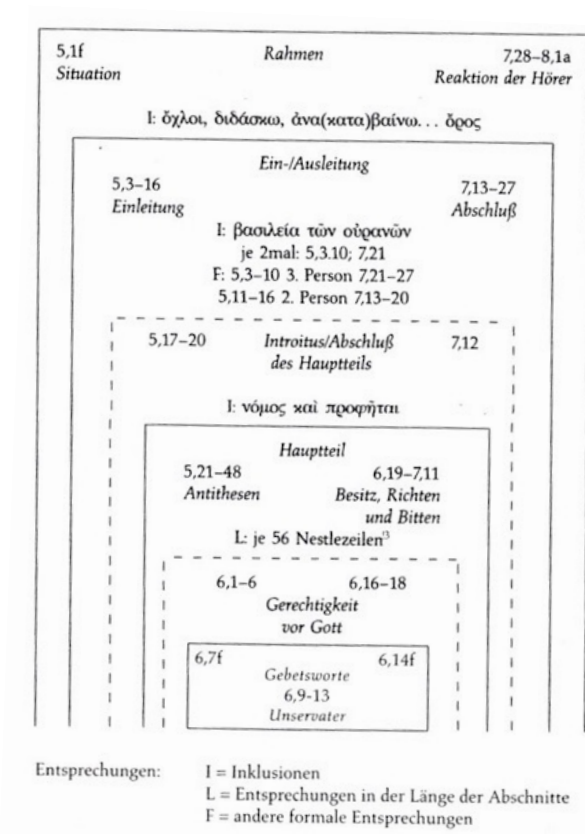 5,1f Rahmen 7,28–8,1a
Situation Reaktion der Hörer
I: ὄχλοι, διδάσκω, ἀνα(κατα)βαίνω... ὄρος
Ein-/Ausleitung
5,3–16 7,13–27
Einleitung Abschluß
I: βασιλεία τῶν οὐρανῶν
je 2mal: 5,3.10; 7,21
F: 5,3–10 3. Person 7,21–27
5,11–16 2. Person 7,13–20
5,17–20 Introitus/Abschluß 7,12
des Hauptteils
I: νόμος καὶ προφῆται
Hauptteil
5,21–48 6,19–7,11
Antithesen Besitz, Richten
und Bitten
L: je 56 Nestlezeilen¹³
6,1–6 6,16–18
Gerechtigkeit
vor Gott
6,7f 6,14f
Gebetsworte
6,9-13
Unservater
Entsprechungen: I = Inklusionen
L = Entsprechungen in der Länge der Abschnitte
F = andere formale Entsprechungen